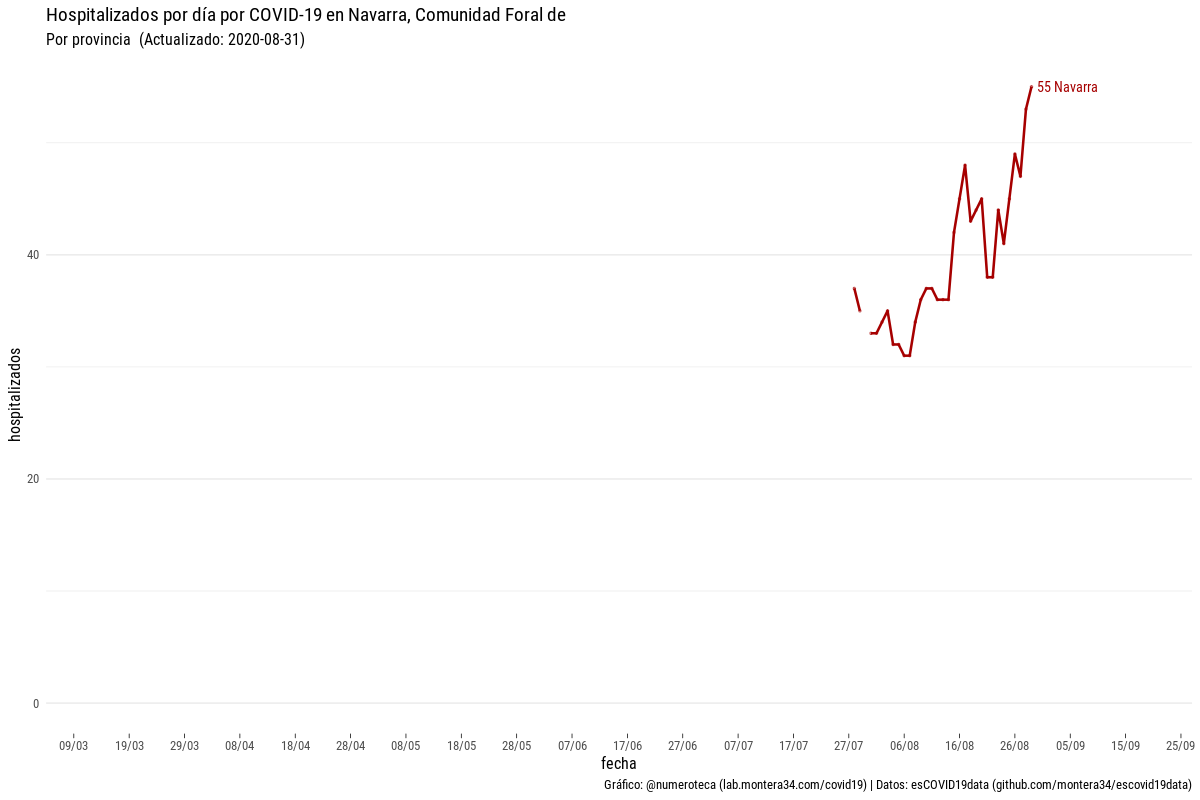 Hospitalizados por día por COVID-19 en Navarra, Comunidad Foral de
Por provincia  (Actualizado: 2020-08-31)
55 Navarra
40
20
0
hospitalizados
09/03 19/03 29/03 08/04 18/04 28/04 08/05 18/05 28/05 07/06 17/06 27/06 07/07 17/07 27/07 06/08 16/08 26/08 05/09 15/09 25/09
fecha
Gráfico: @numeroteca (lab.montera34.com/covid19) | Datos: esCOVID19data (github.com/montera34/escovid19data)